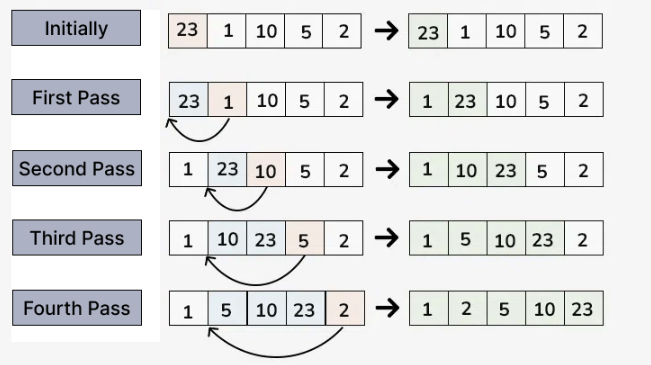 Initially 23 1 10 5 2 → 23 1 10 5 2
First Pass 23 1 10 5 2 → 1 23 10 5 2
Second Pass 1 23 10 5 2 → 1 10 23 5 2
Third Pass 1 10 23 5 2 → 1 5 10 23 2
Fourth Pass 1 5 10 23 2 → 1 2 5 10 23